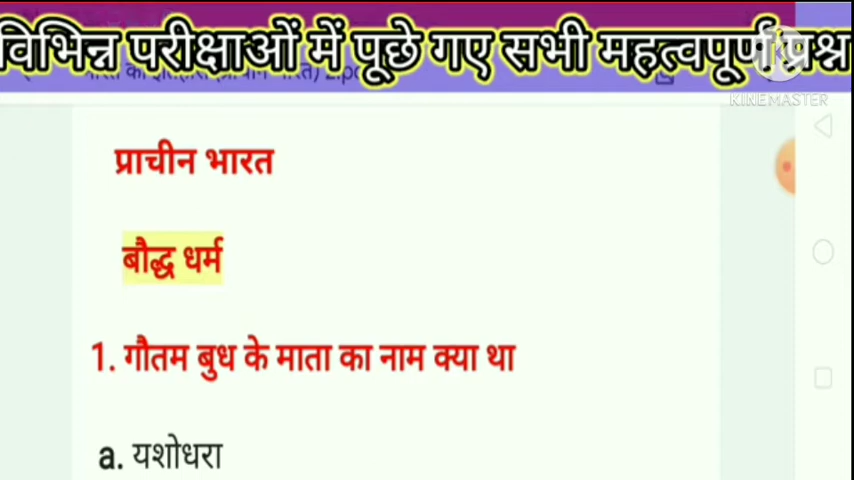 विभिन्न परीक्षाओं में पूछे गए सभी महत्वपूर्ण प्रश्न
KINEMASTER
प्राचीन भारत
बौद्ध धर्म
1. गौतम बुध के माता का नाम क्या था
a. यशोधरा